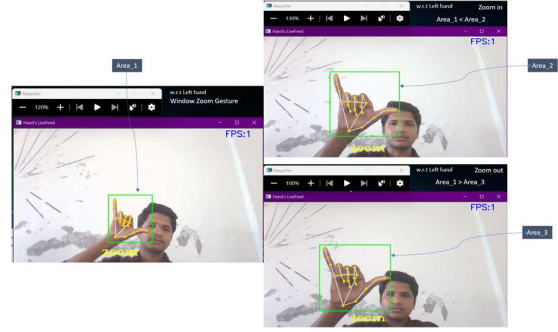 Area_1
Magnifier
w.r.t Left hand
120%
Window Zoom Gesture
Hand's LiveFeed
FPS:1
zoom
Magnifier
w.r.t Left hand
Zoom in
130%
Area_1 < Area_2
Hand's LiveFeed
FPS:1
Area_2
zoom
Magnifier
w.r.t Left hand
Zoom out
100%
Area_1 > Area_3
Hand's LiveFeed
FPS:1
Area_3
zoom